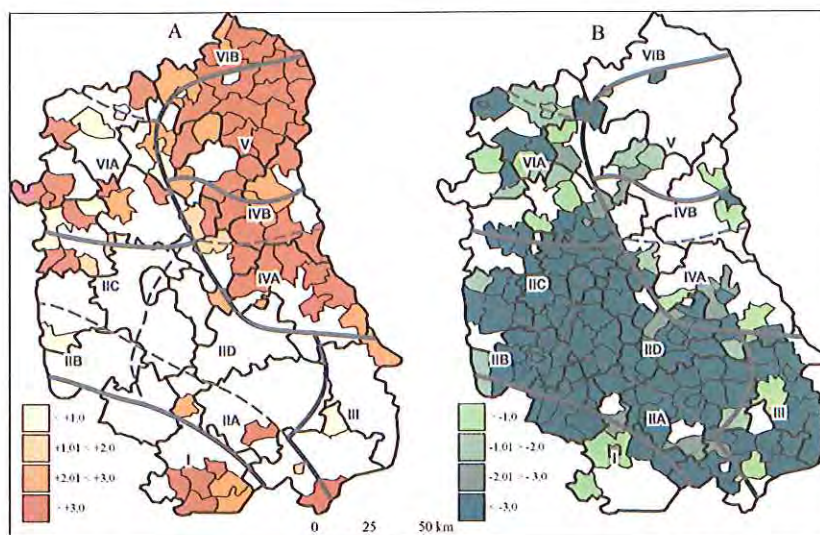 A
B
VIB
VIB
V
V
VIA
VIA
IVB
IVB
IVA
IVA
IIC
IIC
IID
IID
IIB
IIB
IIA
IIA
III
III
I
I
< +1,0
+1,01 < +2,0
+2,01 < +3,0
> +3,0
< -1,0
-1,01 > -2,0
-2,01 > -3,0
< -3,0
0 25 50 km